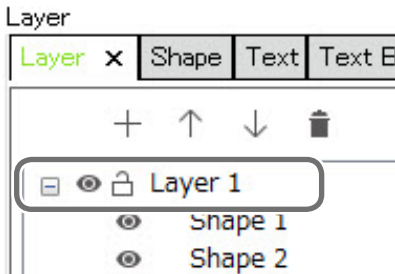 Layer
Layer × Shape Text Text B
Layer 1
Shape 1
Shape 2